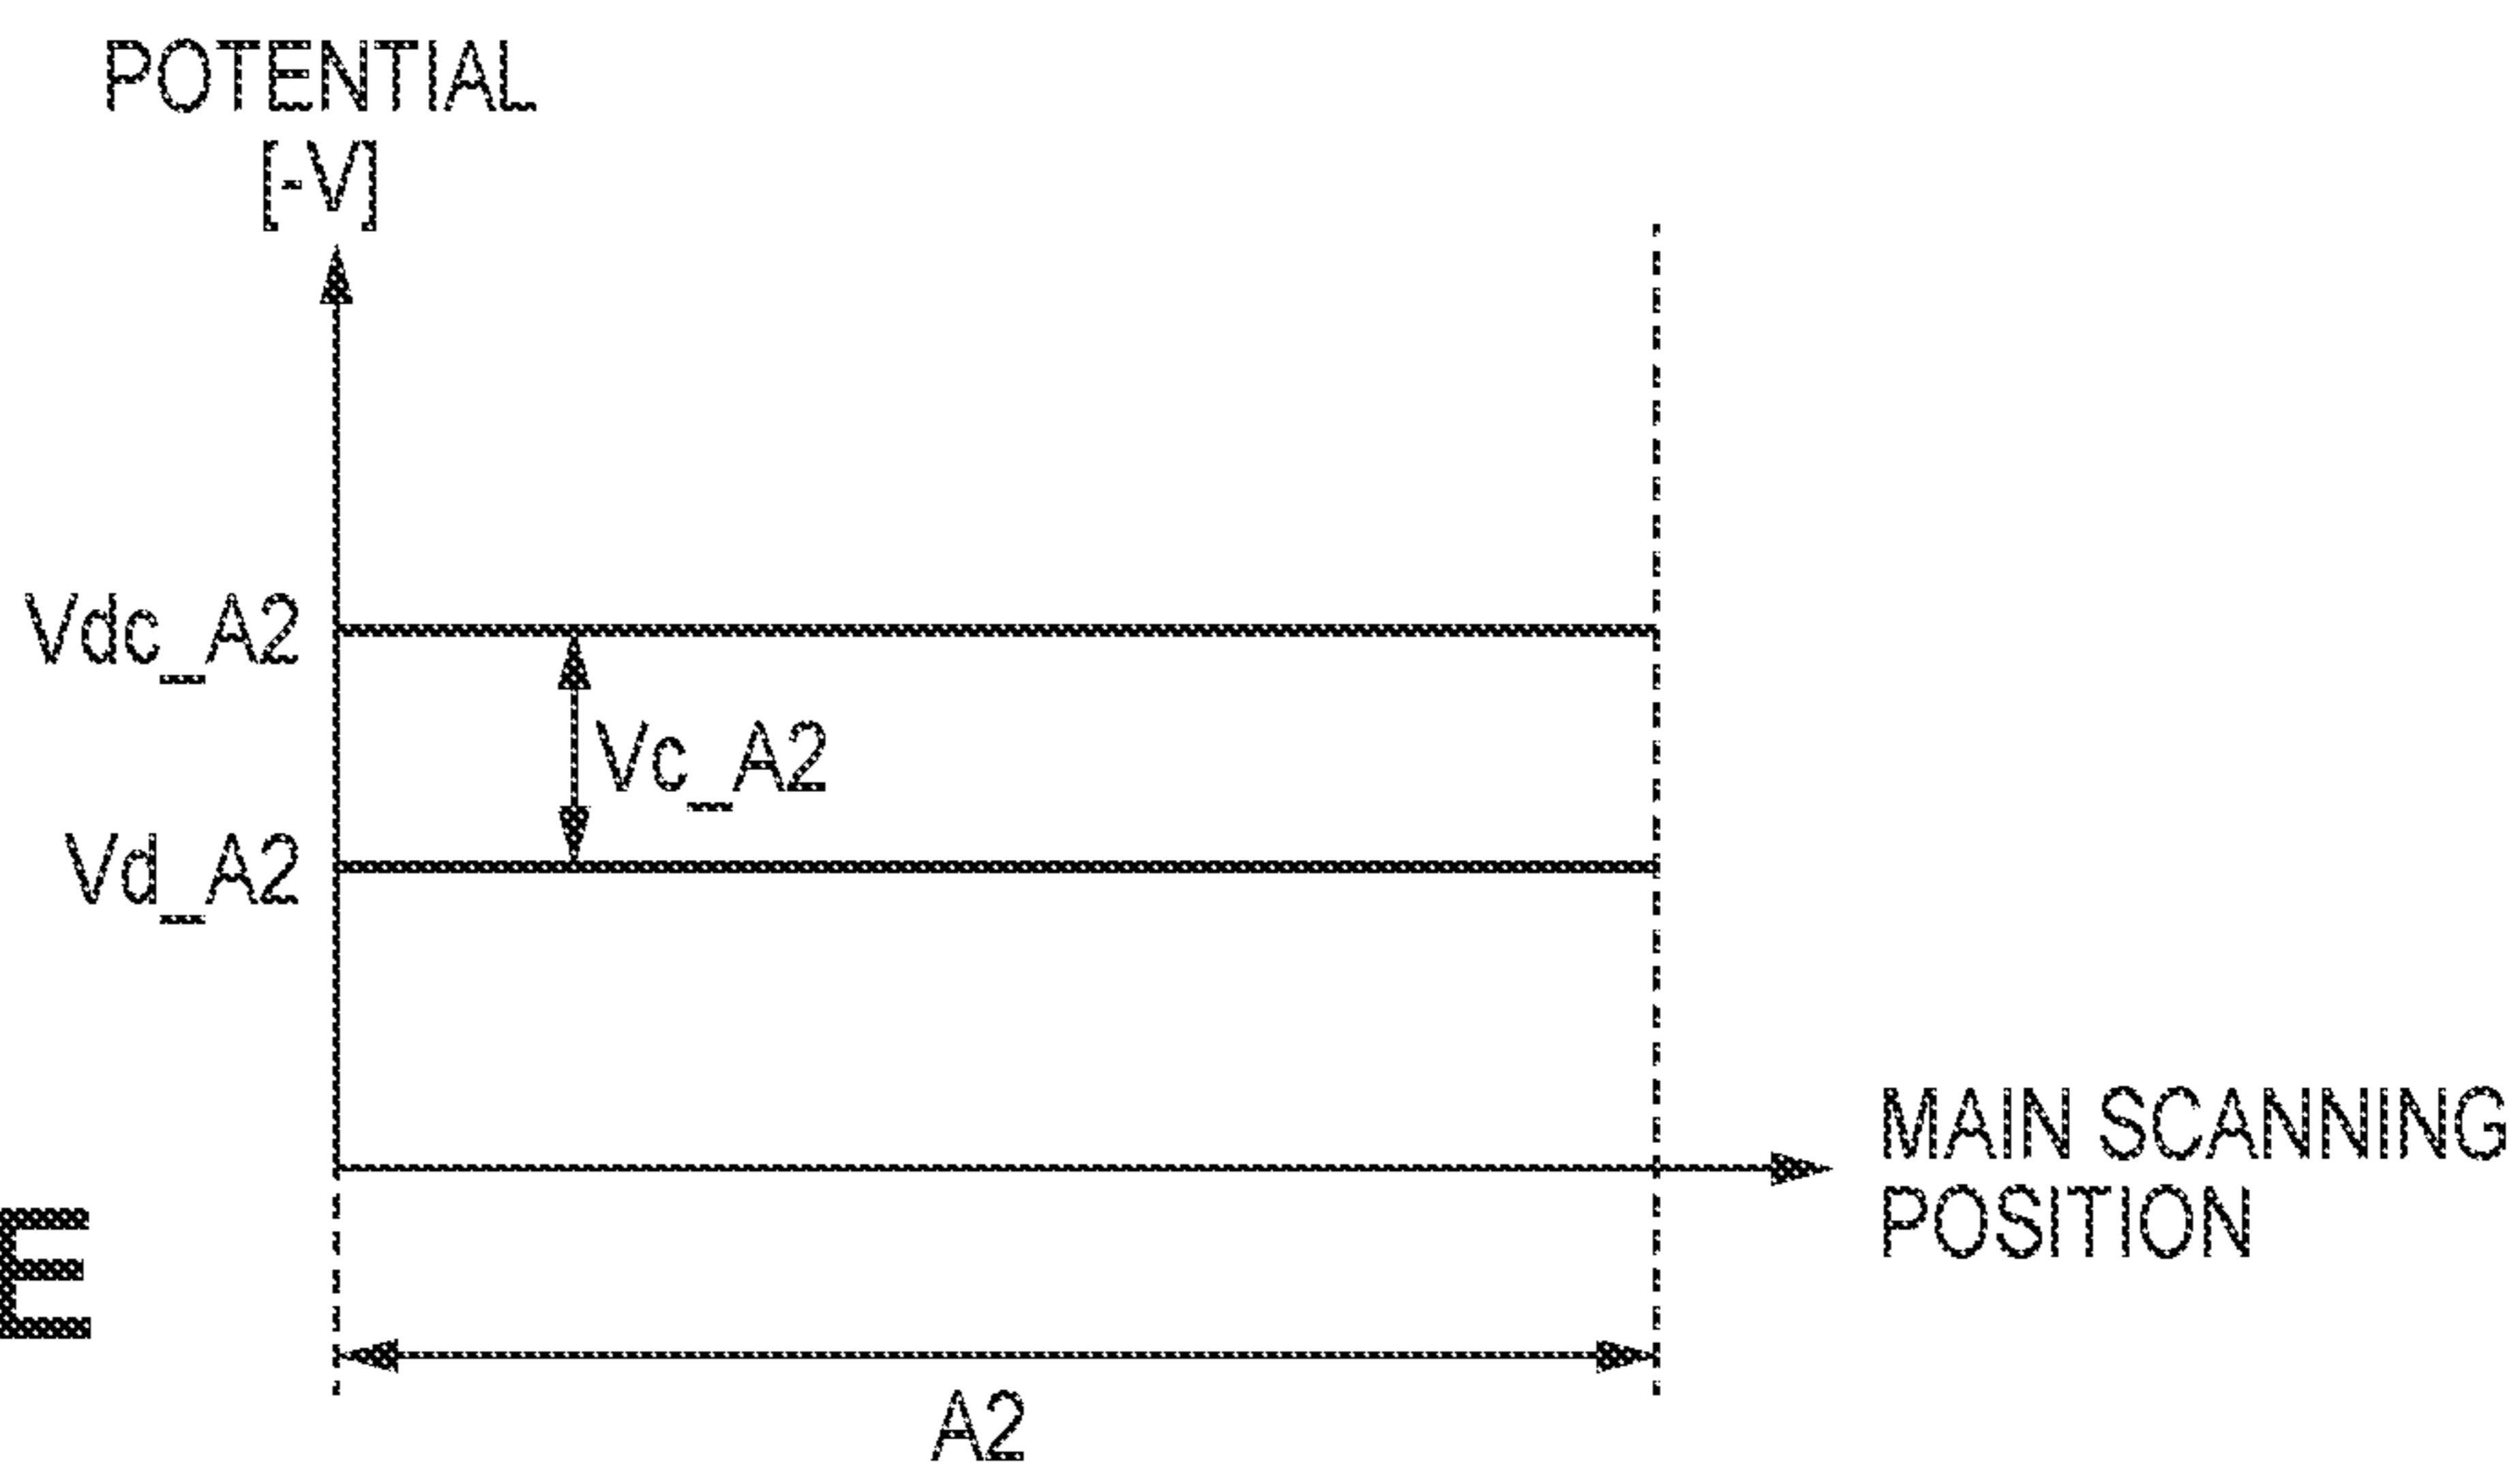 POTENTIAL
[-V]
Vdc_A2
Vc_A2
Vd_A2
MAIN SCANNING
POSITION
E
A2